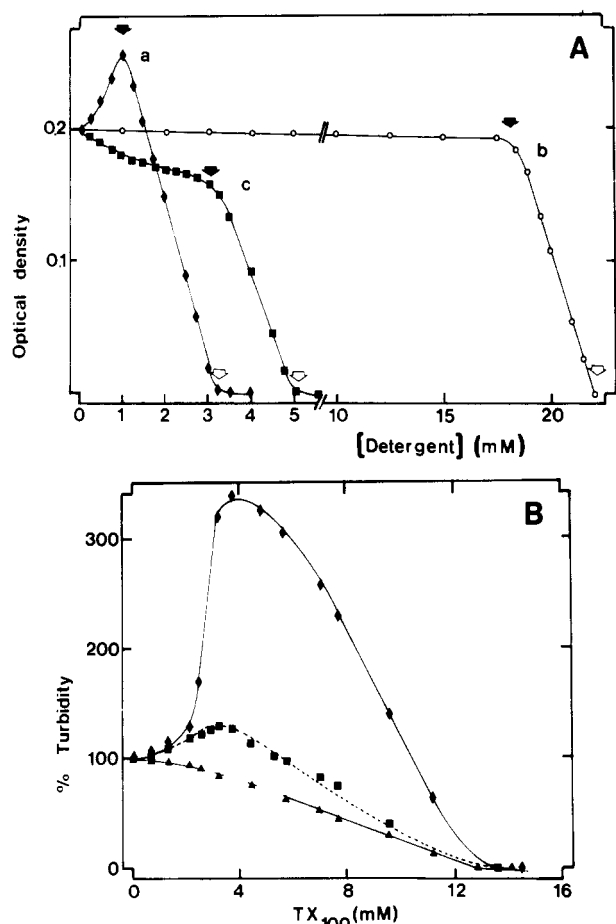 A
a
b
c
0,2
0,1
Optical density
0 1 2 3 4 5 10 15 20
[Detergent] (mM)
B
300
200
100
0
% Turbidity
0 4 8 12 16
TX100(mM)